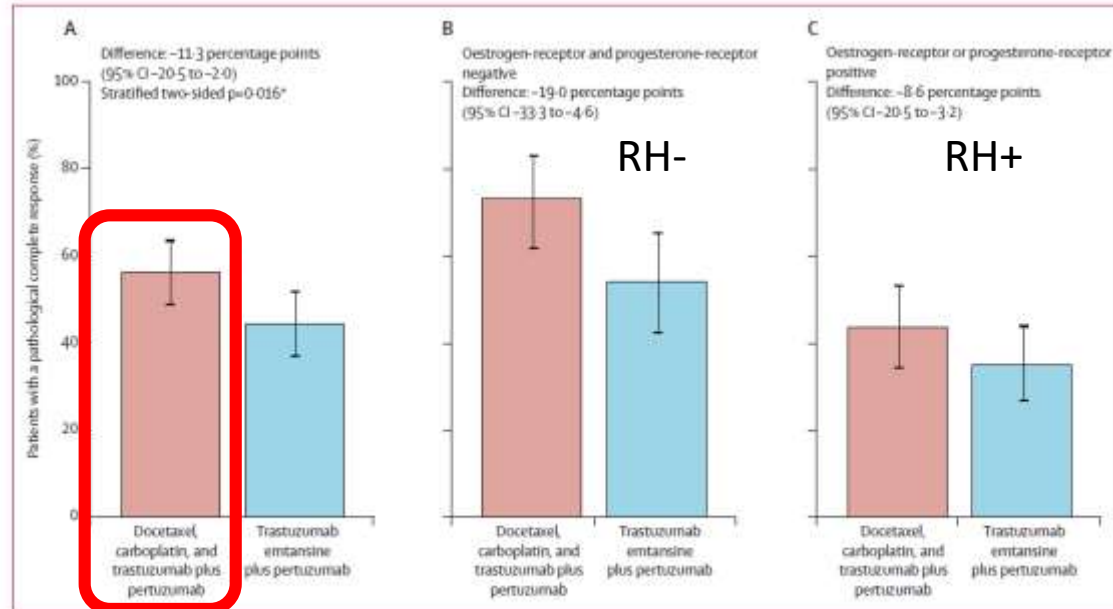 A
Difference: –11·3 percentage points
(95% CI –20·5 to –2·0)
Stratified two-sided p=0·016*
B
Oestrogen-receptor and progesterone-receptor
negative
Difference: –19·0 percentage points
(95% CI –33·3 to –4·6)
RH-
C
Oestrogen-receptor or progesterone-receptor
positive
Difference: –8·6 percentage points
(95% CI–20·5 to –3·2)
RH+
Patients with a pathological complete response (%)
100
80
60
40
20
0
Docetaxel,
carboplatin, and
trastuzumab plus
pertuzumab
Trastuzumab
emtansine
plus pertuzumab
Docetaxel,
carboplatin, and
trastuzumab plus
pertuzumab
Trastuzumab
emtansine
plus pertuzumab
Docetaxel,
carboplatin, and
trastuzumab plus
pertuzumab
Trastuzumab
emtansine
plus pertuzumab